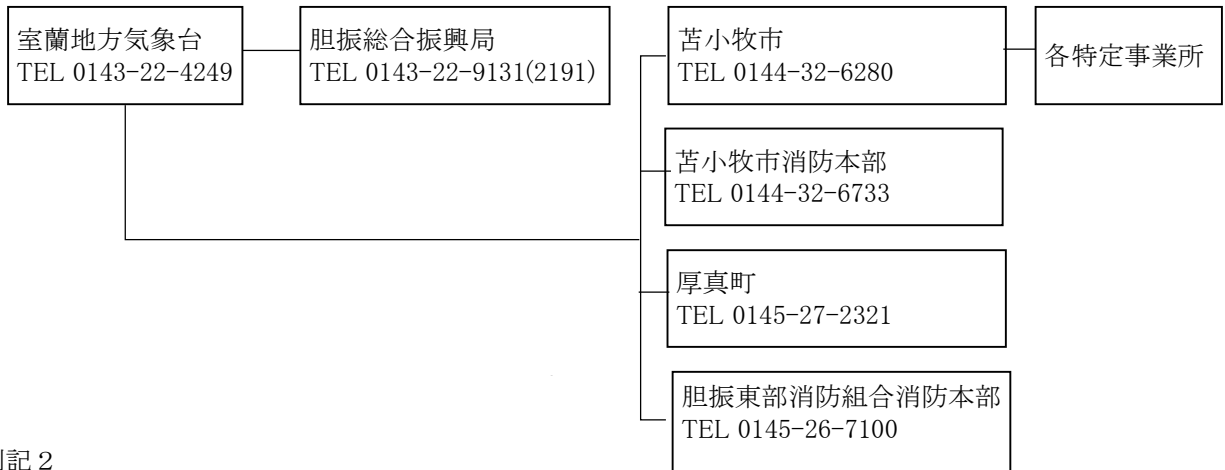 室蘭地方気象台
TEL 0143-22-4249
胆振総合振興局
TEL 0143-22-9131(2191)
苫小牧市
TEL 0144-32-6280
各特定事業所
苫小牧市消防本部
TEL 0144-32-6733
厚真町
TEL 0145-27-2321
胆振東部消防組合消防本部
TEL 0145-26-7100
別記2